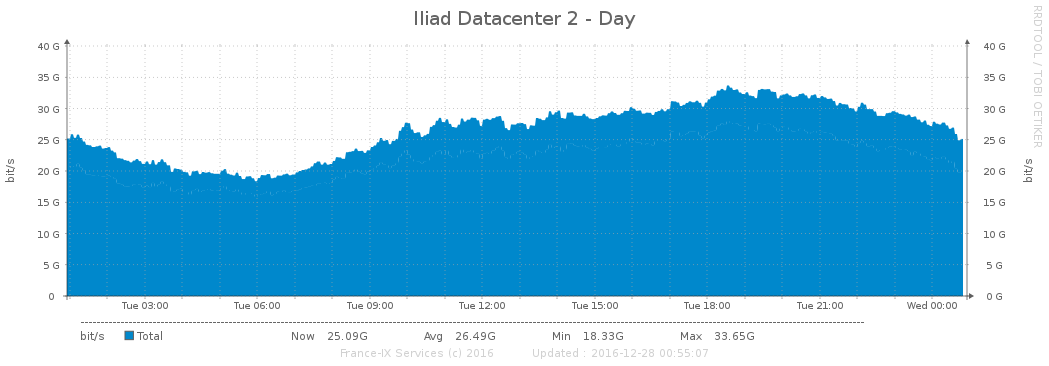 Iliad Datacenter 2 - Day
RRDTOOL / TOBI OETIKER
40 G 40 G
35 G 35 G
30 G 30 G
25 G 25 G
20 G 20 G
15 G 15 G
10 G 10 G
5 G 5 G
0 0 G
bit/s bit/s
Tue 03:00 Tue 06:00 Tue 09:00 Tue 12:00 Tue 15:00 Tue 18:00 Tue 21:00 Wed 00:00
bit/s Total Now 25.09G Avg 26.49G Min 18.33G Max 33.65G
France-IX Services (c) 2016 Updated : 2016-12-28 00:55:07